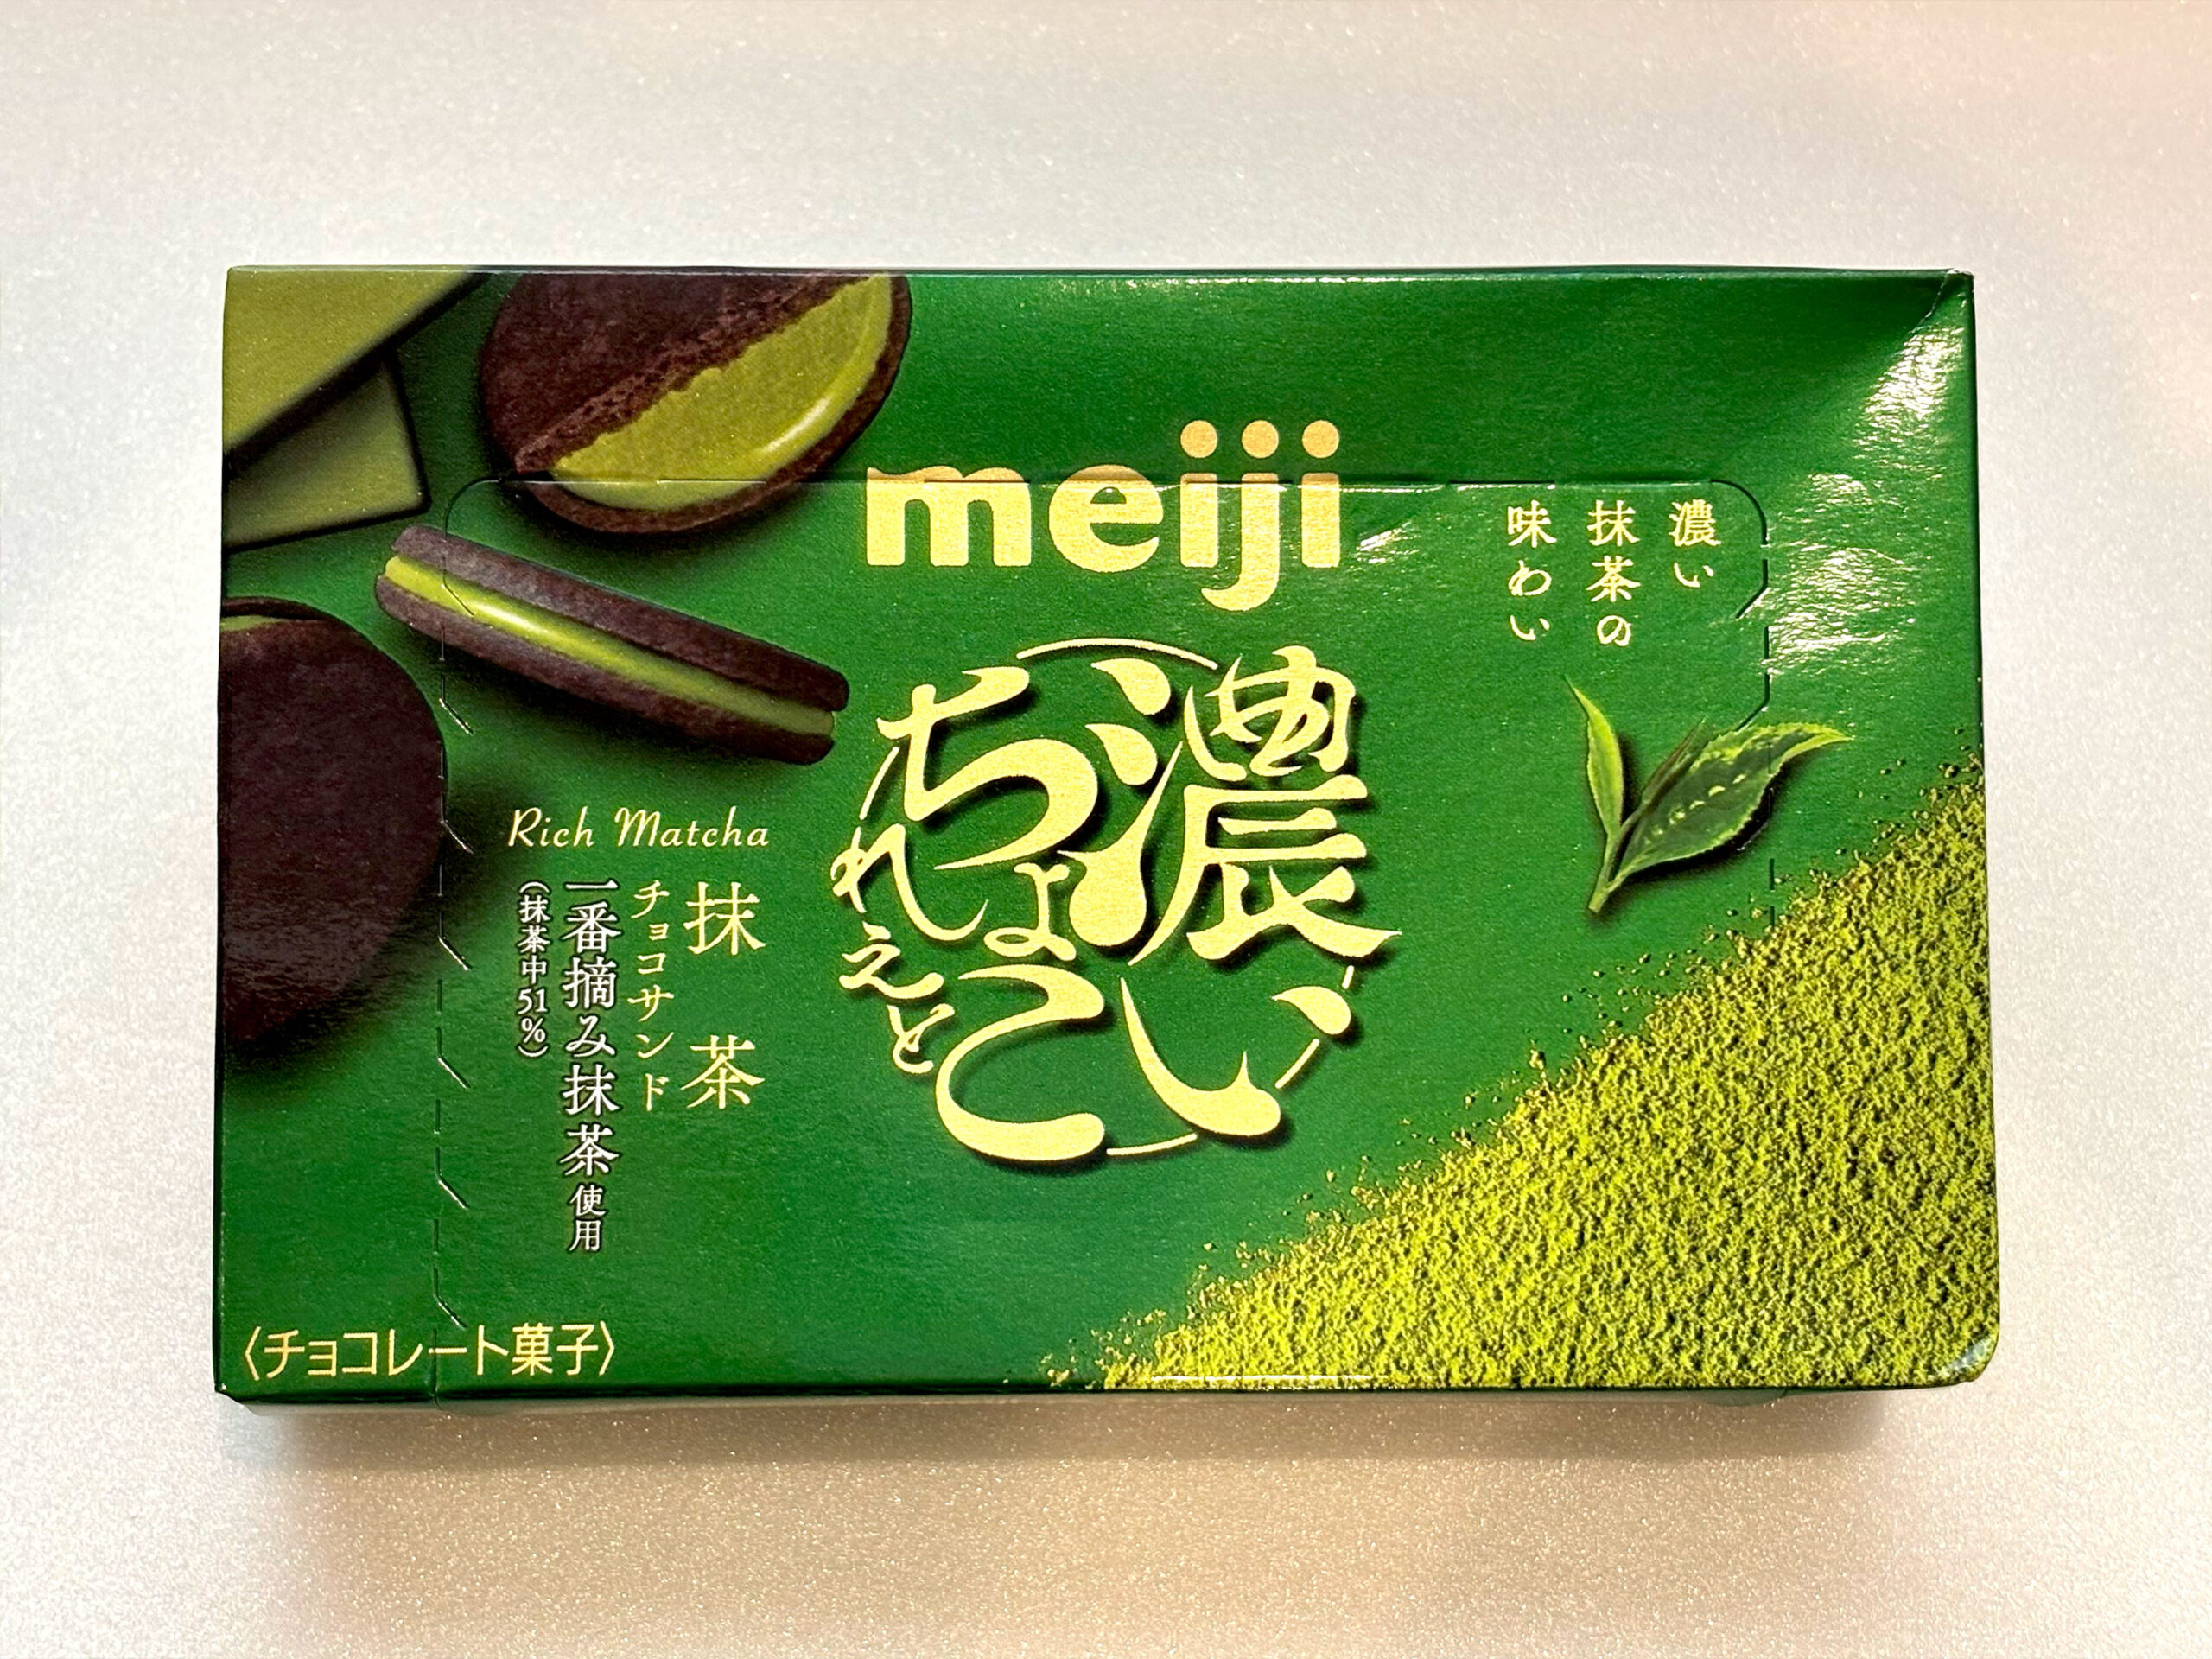 meiji
濃い
ちょこ
れえと
濃い
抹茶の
味わい
Rich Matcha
抹茶
チョコサンド
一番摘み抹茶使用
(抹茶中51%)
〈チョコレート菓子〉